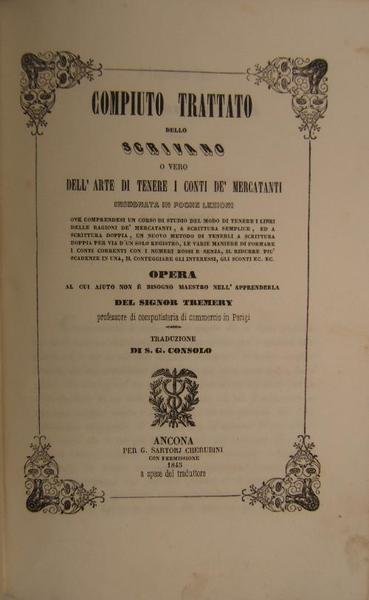 COMPIUTO TRATTATO
DELLO
SCRIVANO
O VERO
DELL' ARTE DI TENERE I CONTI DE' MERCATANTI
INSEGNATA IN POCHE LEZIONI
OVE COMPRENDESI UN CORSO DI STUDIO DEL MODO DI TENERE I LIBRI
DELLE RAGIONI DE' MERCATANTI, A SCRITTURA SEMPLICE, ED A
SCRITTURA DOPPIA, UN NUOVO METODO DI TENERLI A SCRITTURA
DOPPIA PER VIA D'UN SOLO REGISTRO, LE VARIE MANIERE DI FORMARE
I CONTI CORRENTI CON I NUMERI ROSSI E SENZA, IL RIDURRE PIU'
SCADENZE IN UNA, IL CONTEGGIARE GLI INTERESSI, GLI SCONTI EC. EC.
OPERA
AL CUI AJUTO NON È BISOGNO MAESTRO NELL'APPRENDERLA
DEL SIGNOR TREMERY
professore di computisteria di commercio in Parigi
TRADUZIONE
DI S. G. CONSOLO
ANCONA
PER G. SARTORJ CHERUBINI
CON PERMISSIONE
1843
a spese del traduttore